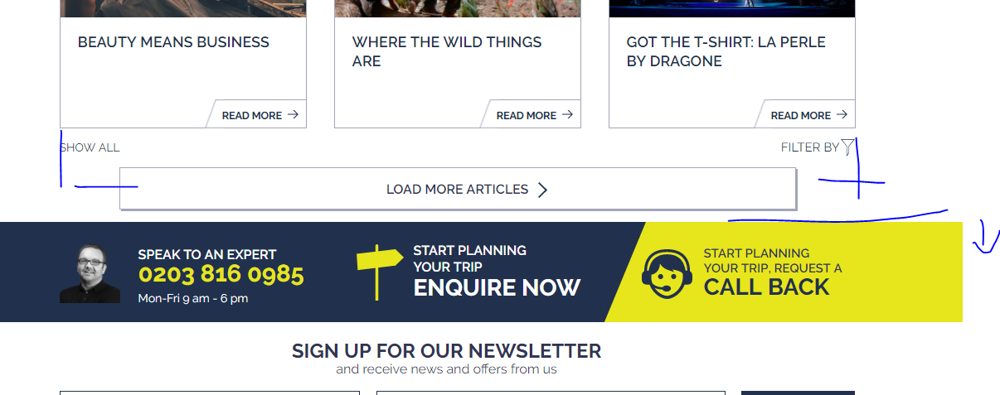 BEAUTY MEANS BUSINESS
WHERE THE WILD THINGS
ARE
GOT THE T-SHIRT: LA PERLE
BY DRAGONE
READ MORE
READ MORE
READ MORE
SHOW ALL
FILTER BY
LOAD MORE ARTICLES
SPEAK TO AN EXPERT
0203 816 0985
Mon-Fri 9 am - 6 pm
START PLANNING
YOUR TRIP
ENQUIRE NOW
START PLANNING
YOUR TRIP, REQUEST A
CALL BACK
SIGN UP FOR OUR NEWSLETTER
and receive news and offers from us